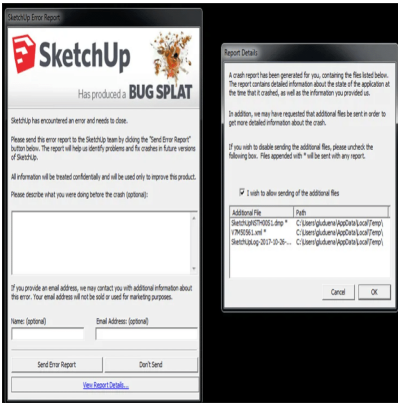 SketchUp Error Report
SketchUp
Has produced a BUG SPLAT
SketchUp has encountered an error and needs to close.
Please send this error report to the SketchUp team by clicking the "Send Error Report"
button below. The report will help us identify problems and fix crashes in future versions
of SketchUp.
All information will be treated confidentially and will be used only to improve this product.
Please describe what you were doing before the crash (optional):
If you provide an email address, we may contact you with additional information about
this error. Your email address will not be sold or used for marketing purposes.
Name: (optional)
Email Address: (optional)
Send Error Report
Don't Send
View Report Details...
Report Details
A crash report has been generated for you, containing the files listed below.
The report contains detailed information about the state of the application at
the time that it crashed, as well as the information you provided us.
In addition, we may have requested that additional files be sent in order to
get more detailed information about the crash.
If you wish to disable sending the additional files, please uncheck the
following box. Files appended with * will be sent with any report.
I wish to allow sending of the additional files
Additional File Path
SketchUpNSTM0051.dmp * C:\Users\gluduena\AppData\Local\Temp\
V7M50561.xml * C:\Users\gluduena\AppData\Local\Temp\
SketchUpLog-2017-10-26-... C:\Users\gluduena\AppData\Local\Temp\
Cancel
OK